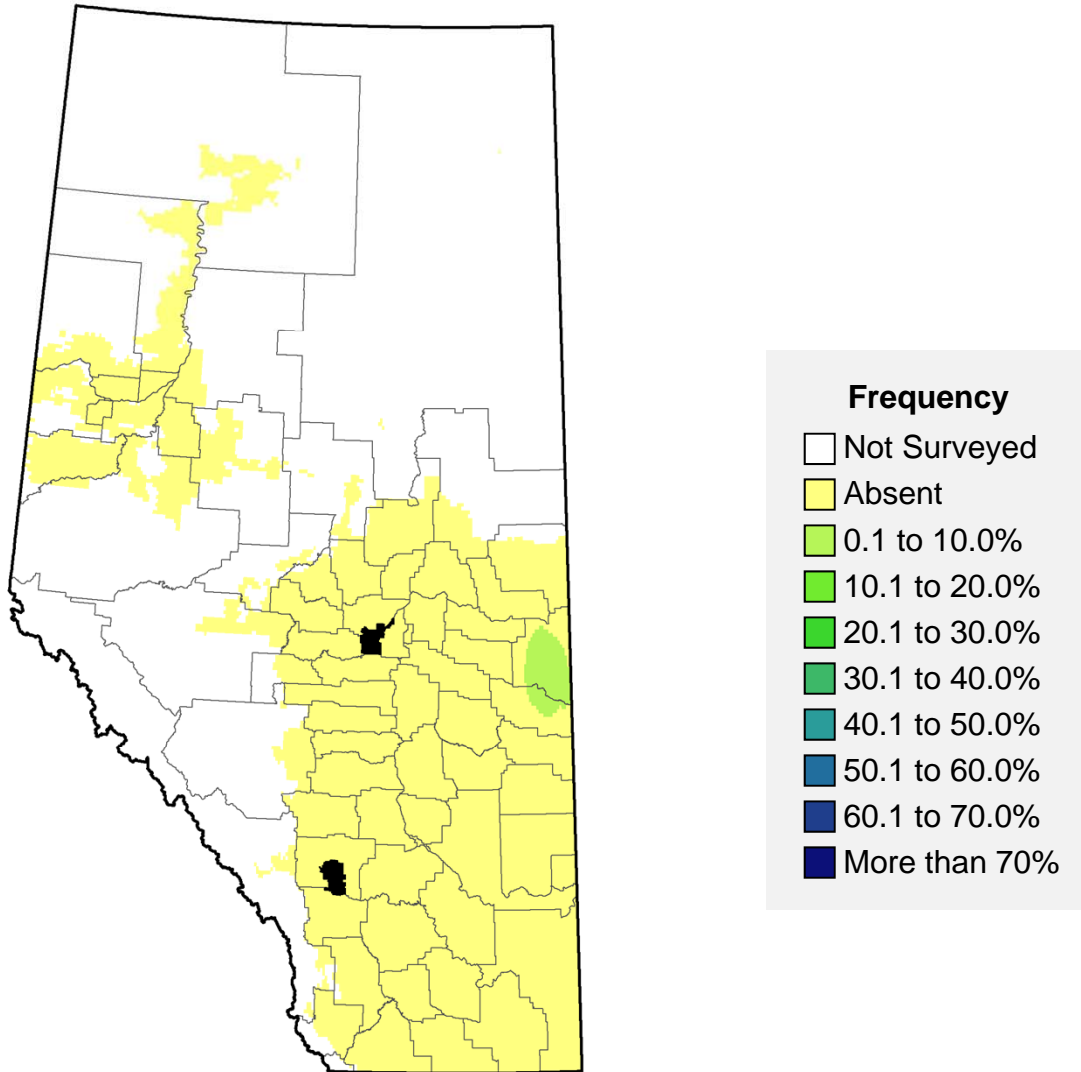 Frequency
Not Surveyed
Absent
0.1 to 10.0%
10.1 to 20.0%
20.1 to 30.0%
30.1 to 40.0%
40.1 to 50.0%
50.1 to 60.0%
60.1 to 70.0%
More than 70%